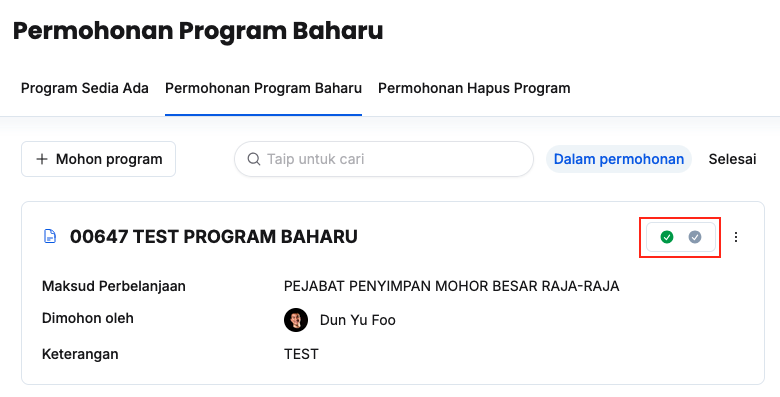 Permohonan Program Baharu
Program Sedia Ada Permohonan Program Baharu Permohonan Hapus Program
+ Mohon program Taip untuk cari Dalam permohonan Selesai
00647 TEST PROGRAM BAHARU
Maksud Perbelanjaan PEJABAT PENYIMPAN MOHOR BESAR RAJA-RAJA
Dimohon oleh Dun Yu Foo
Keterangan TEST